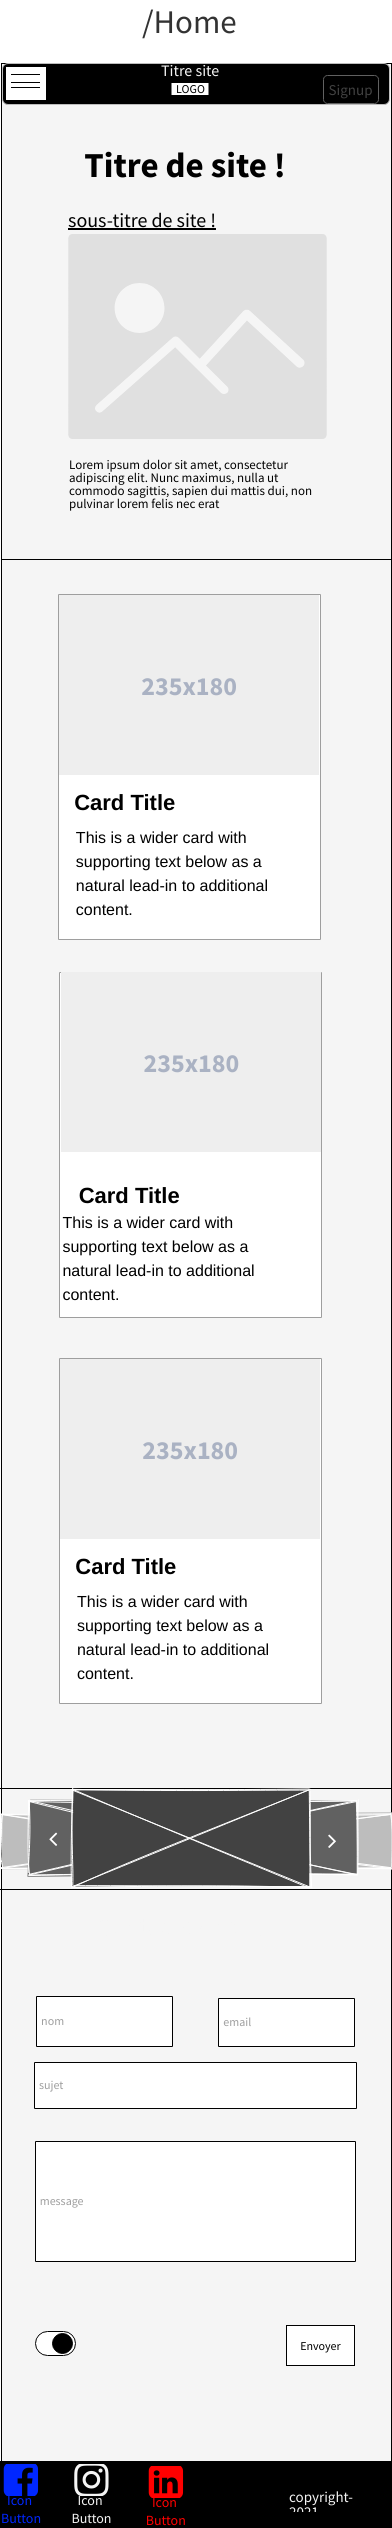 /Home
Titre site
LOGO
Signup
Titre de site !
sous-titre de site !
Lorem ipsum dolor sit amet, consectetur
adipiscing elit. Nunc maximus, nulla ut
commodo sagittis, sapien dui mattis dui, non
pulvinar lorem felis nec erat
235x180
Card Title
This is a wider card with
supporting text below as a
natural lead-in to additional
content.
235x180
Card Title
This is a wider card with
supporting text below as a
natural lead-in to additional
content.
235x180
Card Title
This is a wider card with
supporting text below as a
natural lead-in to additional
content.
nom
email
sujet
message
Envoyer
Icon
Button
Icon
Button
Icon
Button
copyright-
2021